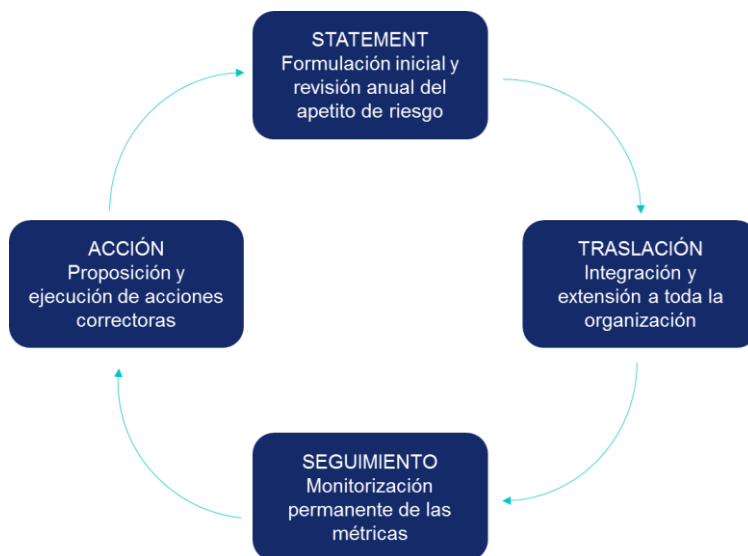 STATEMENT
Formulación inicial y
revisión anual del
apetito de riesgo
ACCIÓN
Proposición y
ejecución de acciones
correctoras
TRASLACIÓN
Integración y
extensión a toda la
organización
SEGUIMIENTO
Monitorización
permanente de las
métricas